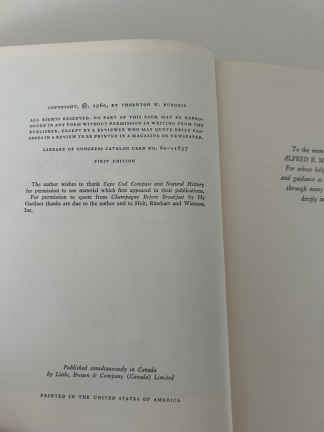 COPYRIGHT, ©, 1960, BY THORNTON W. BURGESS
ALL RIGHTS RESERVED. NO PART OF THIS BOOK MAY BE REPRO-
DUCED IN ANY FORM WITHOUT PERMISSION IN WRITING FROM THE
PUBLISHER, EXCEPT BY A REVIEWER WHO MAY QUOTE BRIEF PAS-
SAGES IN A REVIEW TO BE PRINTED IN A MAGAZINE OR NEWSPAPER.
LIBRARY OF CONGRESS CATALOG CARD NO. 60-11637
FIRST EDITION
The author wishes to thank Cape Cod Compass and Natural History
for permission to use material which first appeared in their publications.
For permission to quote from Champagne Before Breakfast by Hy
Gardner thanks are due to the author and to Holt, Rinehart and Winston,
Inc.
Published simultaneously in Canada
by Little, Brown & Company (Canada) Limited
PRINTED IN THE UNITED STATES OF AMERICA
To the mem
ALFRED R. M
For whose help
and guidance
through many
deeply